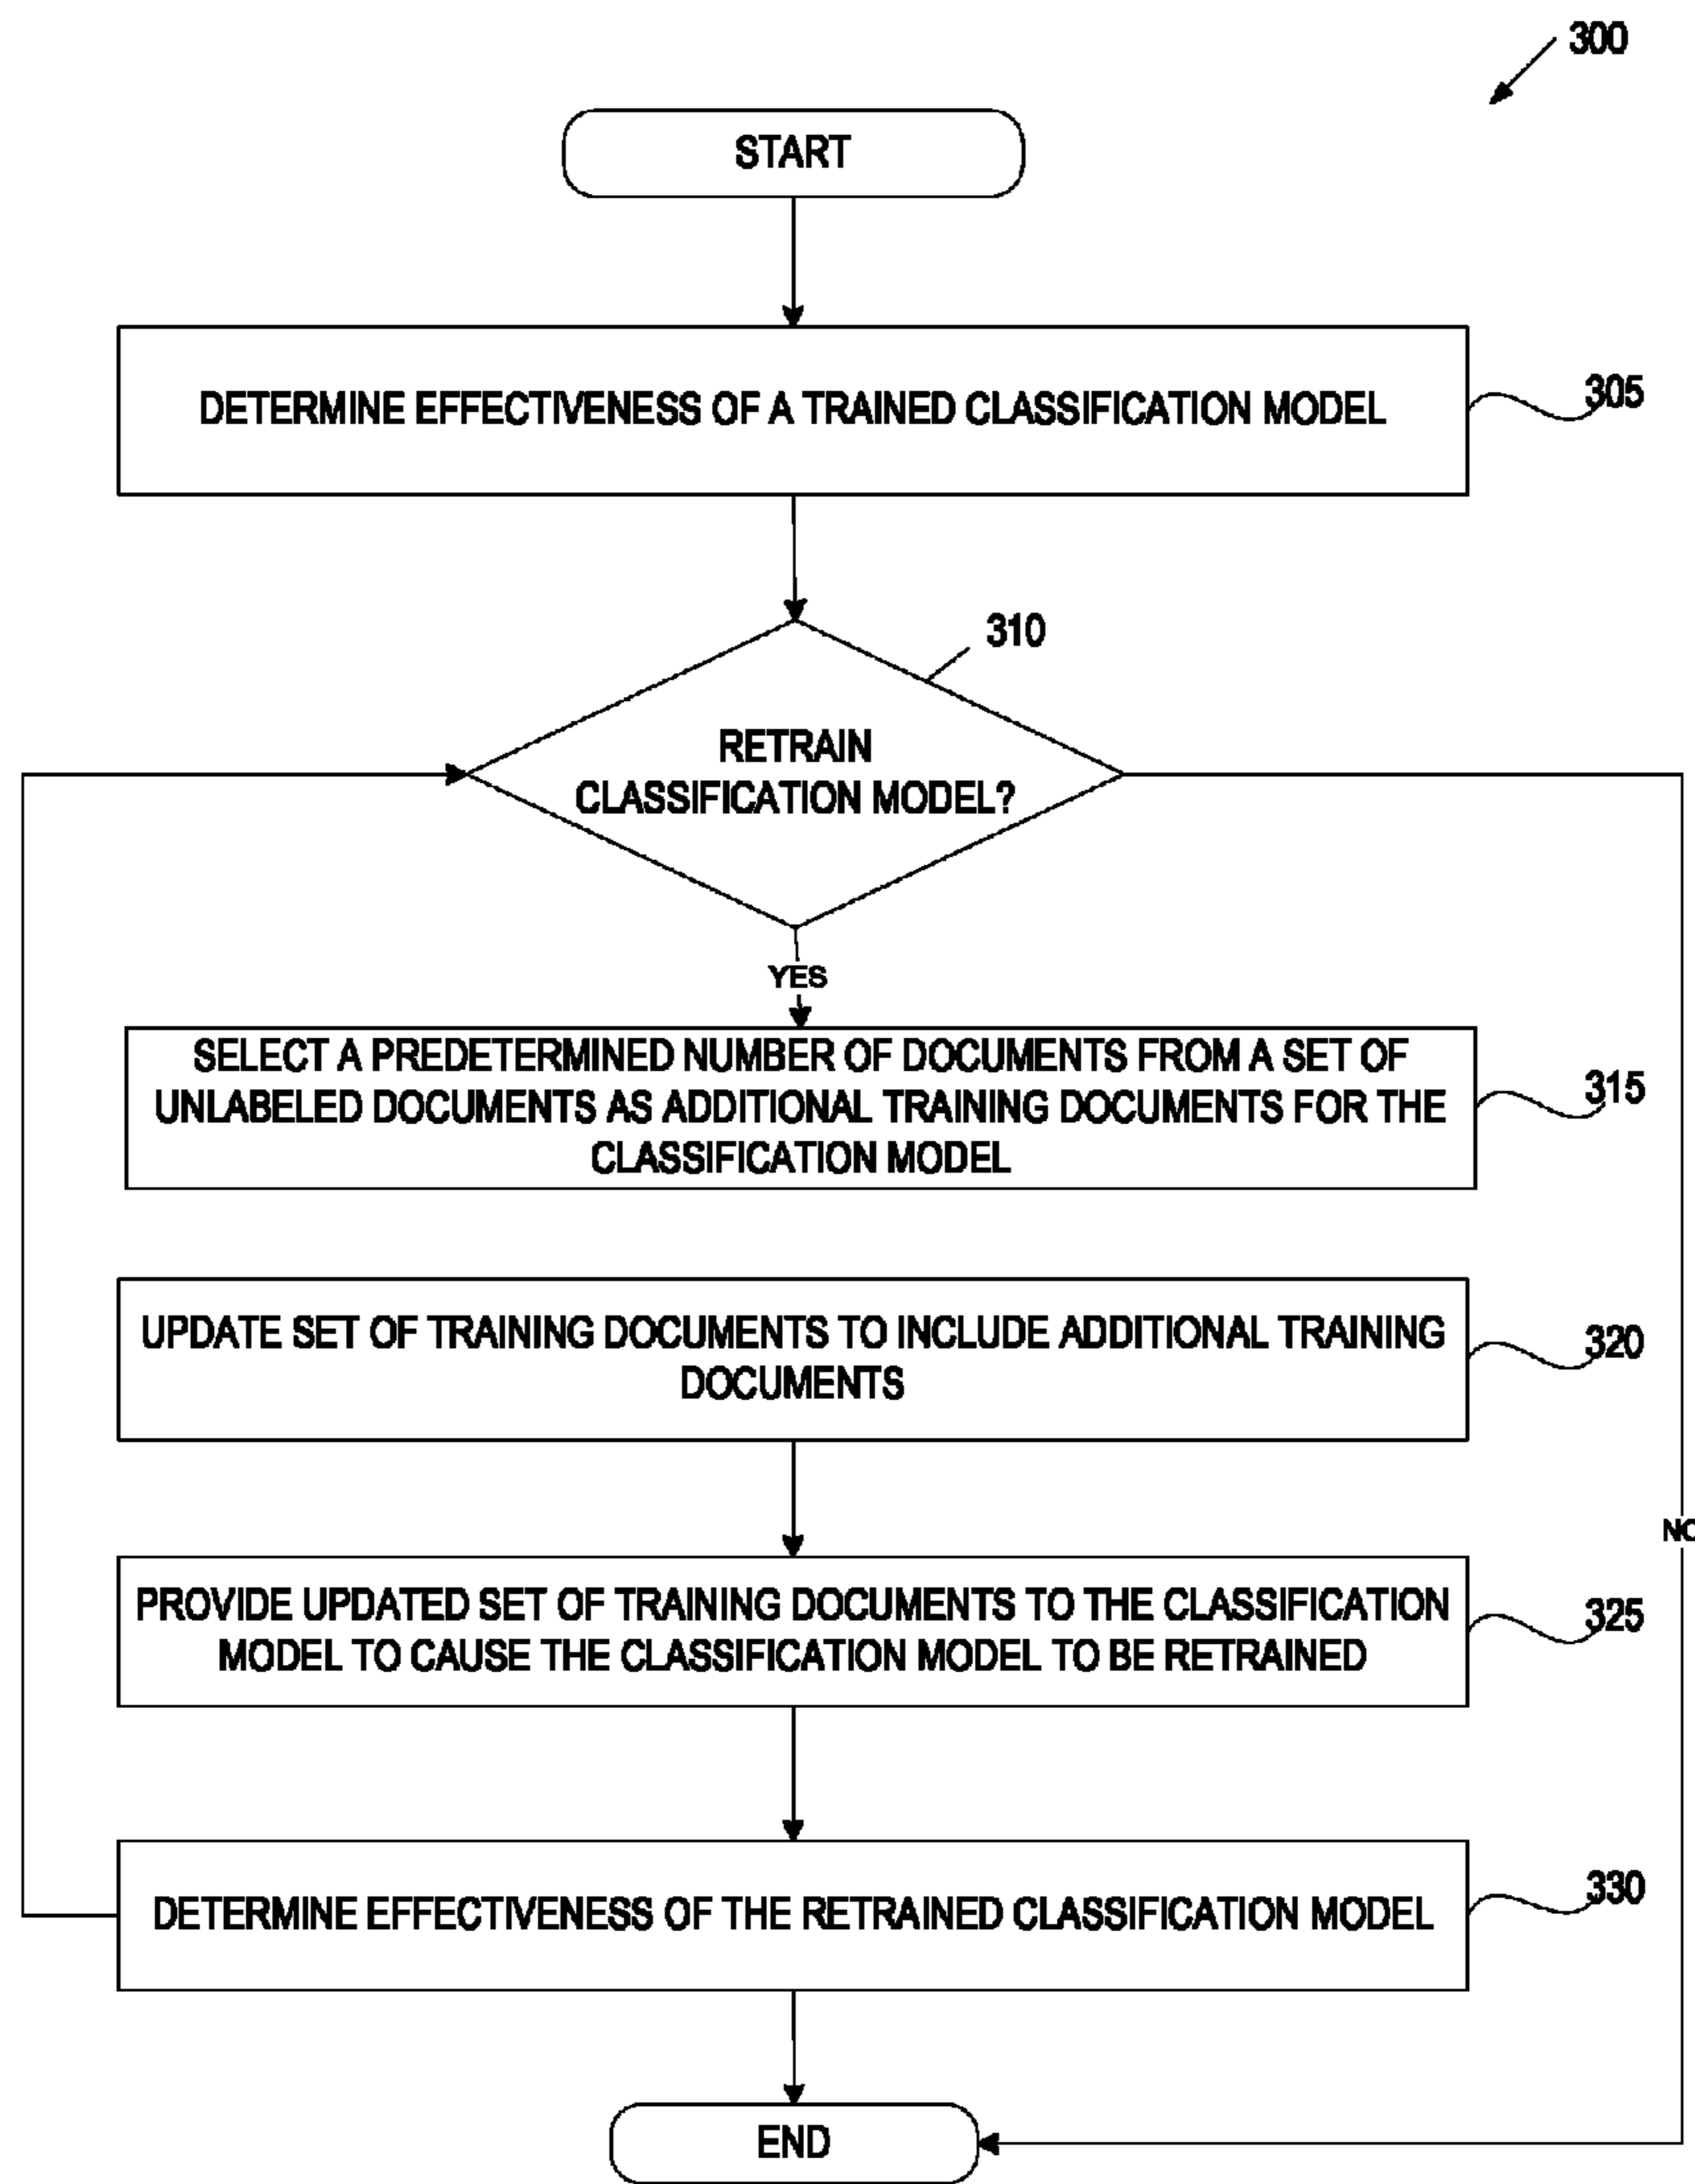 300
START
DETERMINE EFFECTIVENESS OF A TRAINED CLASSIFICATION MODEL
305
310
RETRAIN
CLASSIFICATION MODEL?
YES
SELECT A PREDETERMINED NUMBER OF DOCUMENTS FROM A SET OF
UNLABELED DOCUMENTS AS ADDITIONAL TRAINING DOCUMENTS FOR THE
CLASSIFICATION MODEL
315
UPDATE SET OF TRAINING DOCUMENTS TO INCLUDE ADDITIONAL TRAINING
DOCUMENTS
320
NO
PROVIDE UPDATED SET OF TRAINING DOCUMENTS TO THE CLASSIFICATION
MODEL TO CAUSE THE CLASSIFICATION MODEL TO BE RETRAINED
325
DETERMINE EFFECTIVENESS OF THE RETRAINED CLASSIFICATION MODEL
330
END